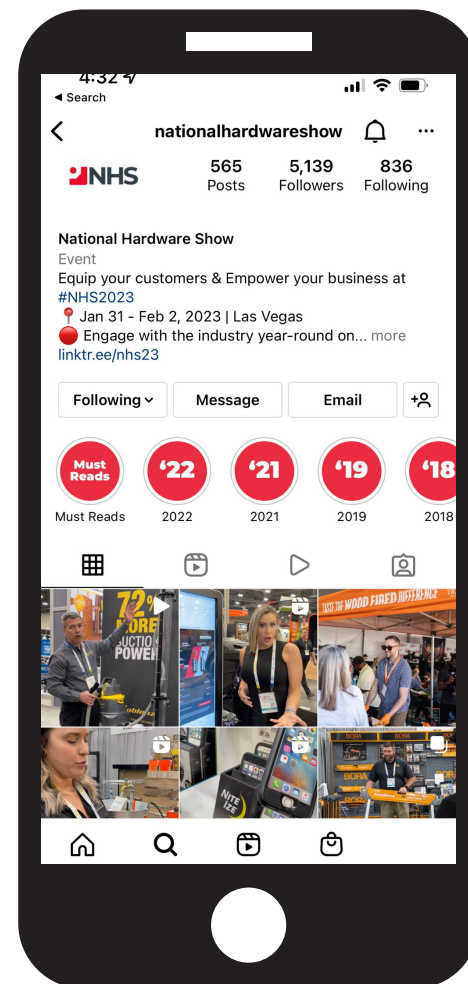 4:32
◄ Search
nationalhardwareshow
NHS
565 5,139 836
Posts Followers Following
National Hardware Show
Event
Equip your customers & Empower your business at
#NHS2023
📍 Jan 31 - Feb 2, 2023 | Las Vegas
🔴 Engage with the industry year-round on... more
linktr.ee/nhs23
Following Message Email
Must Reads ‘22 ‘21 ‘19 ‘18
Must Reads 2022 2021 2019 2018
72%
MORE
SUCTION
POWER
TASTE THE WOOD FIRED DIFFERENCE
NITE
IZE
BORA
BORA
BORA